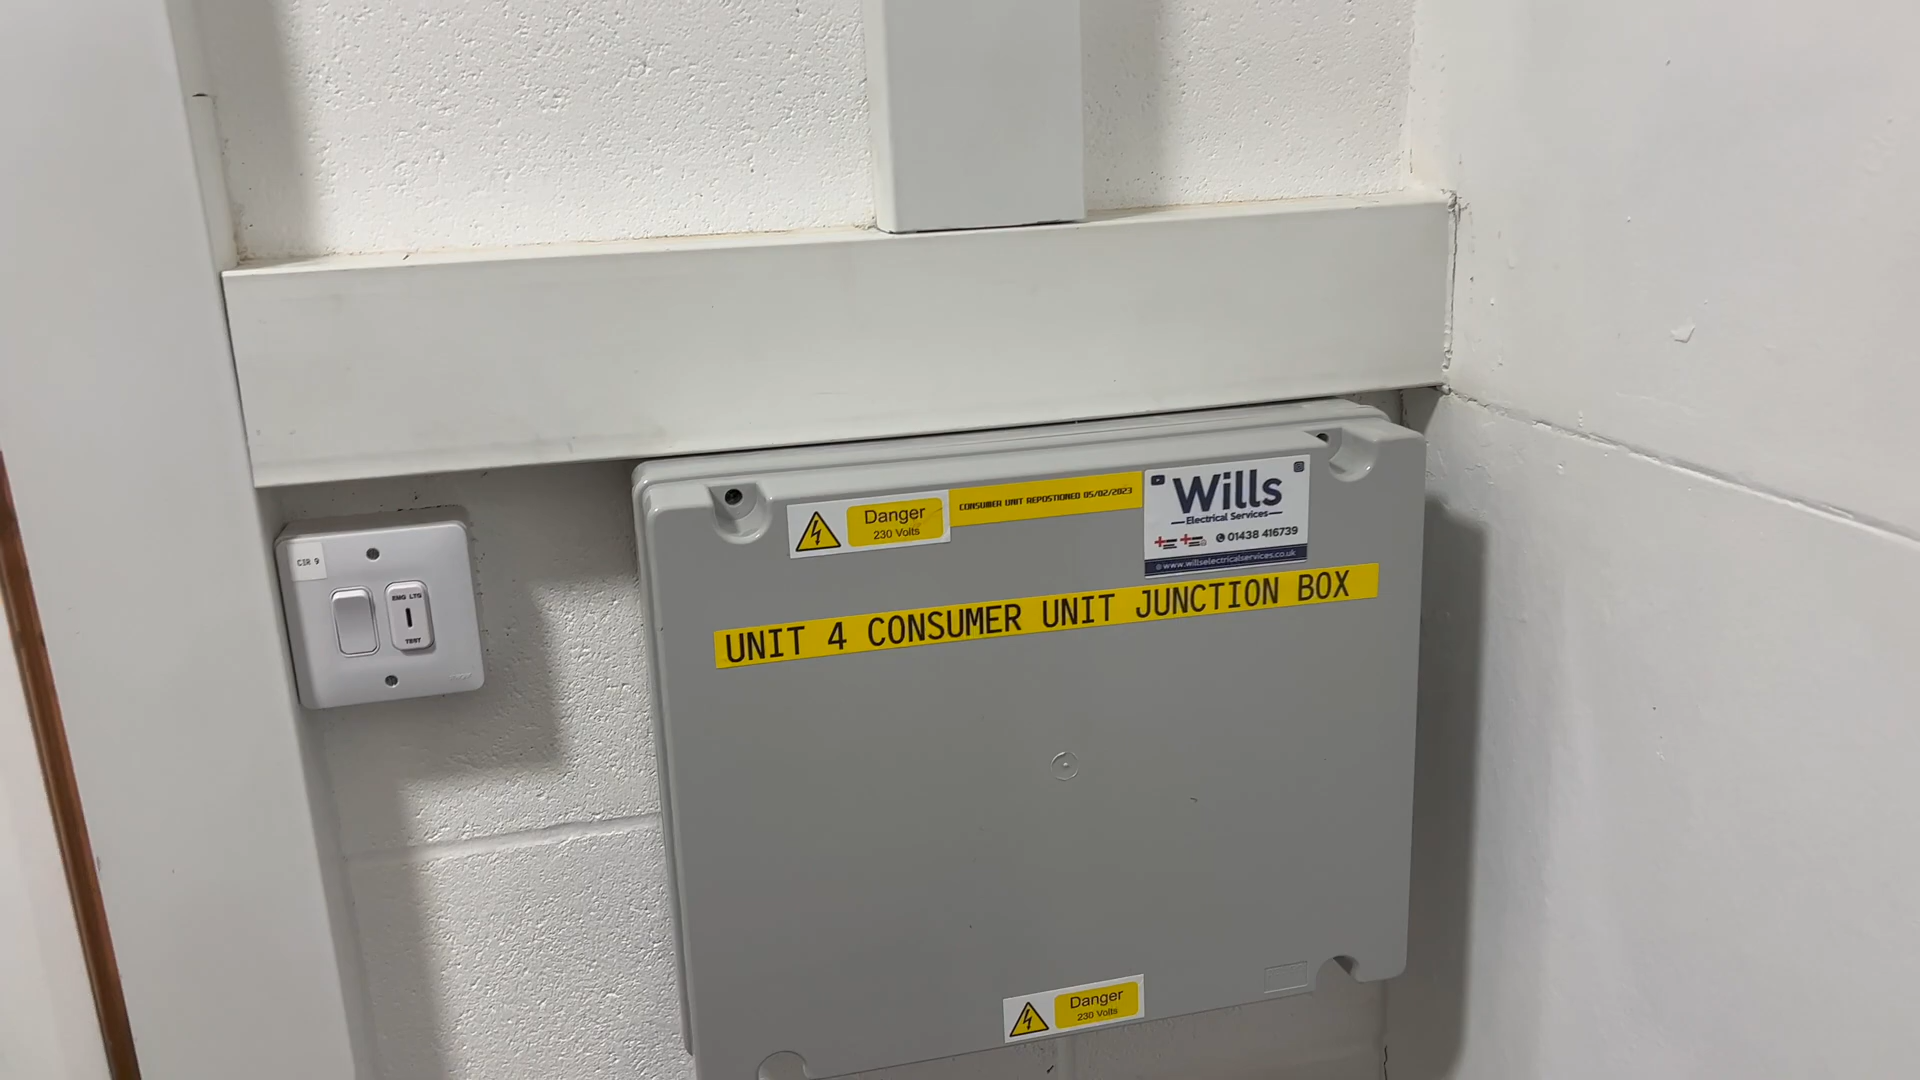 CIR 9
EMG LTG
TEST
Danger
230 Volts
CONSUMER UNIT REPOSTIONED 05/02/2023
Wills
Electrical Services
01438 416739
www.willselectricalservices.co.uk
UNIT 4 CONSUMER UNIT JUNCTION BOX
Danger
230 Volts